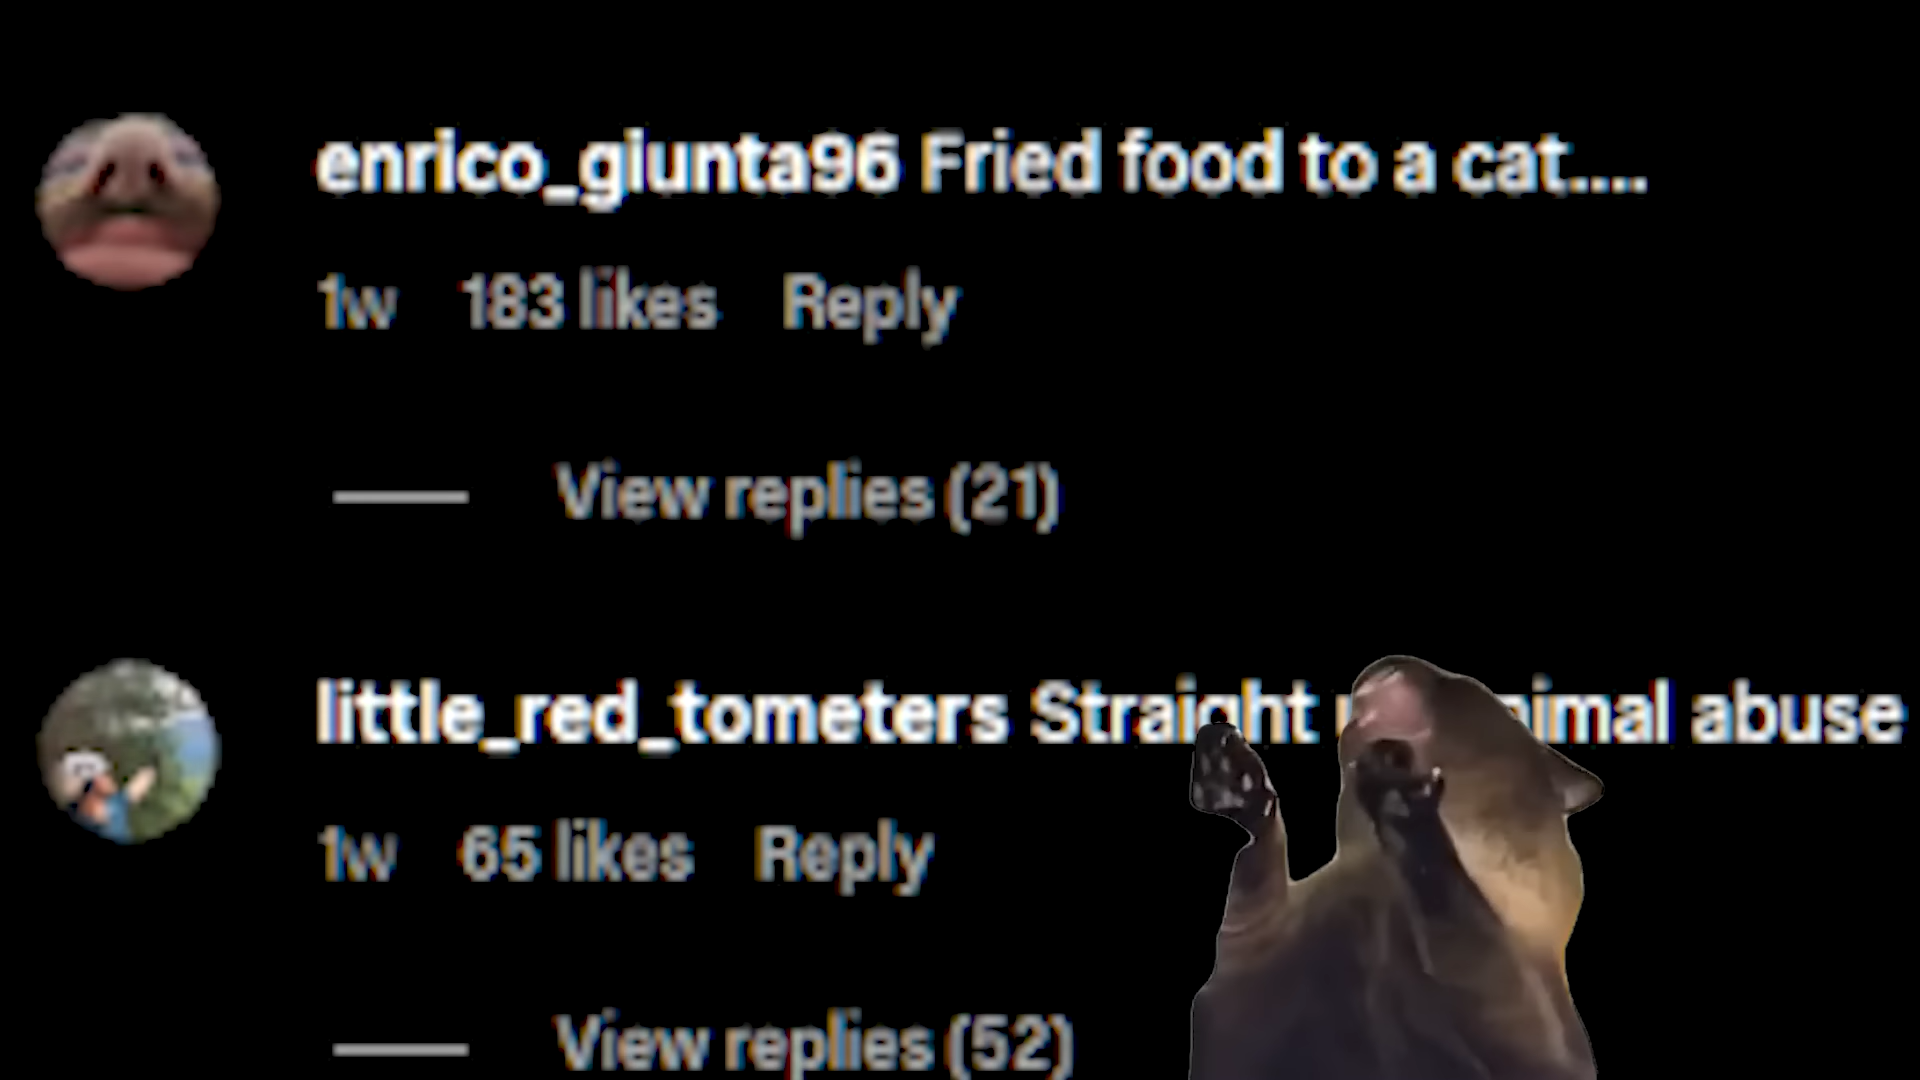 enrico_giunta96 Fried food to a cat....
1w 183 likes Reply
View replies (21)
little_red_tometers Straight abuse
1w 65 likes Reply
View replies (52)